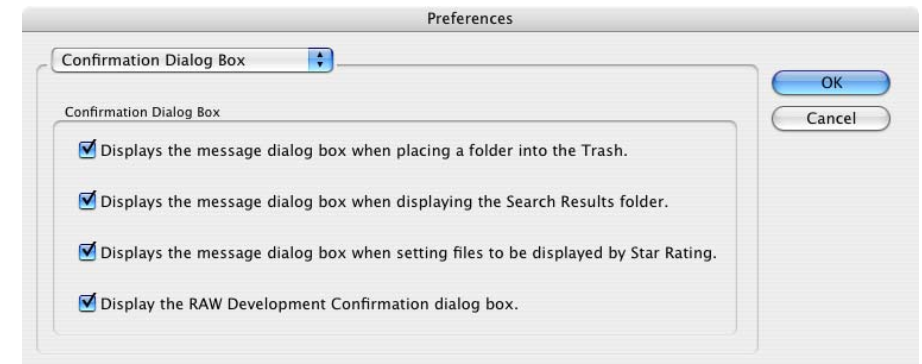 Preferences
Confirmation Dialog Box
OK
Cancel
Confirmation Dialog Box
Displays the message dialog box when placing a folder into the Trash.
Displays the message dialog box when displaying the Search Results folder.
Displays the message dialog box when setting files to be displayed by Star Rating.
Display the RAW Development Confirmation dialog box.